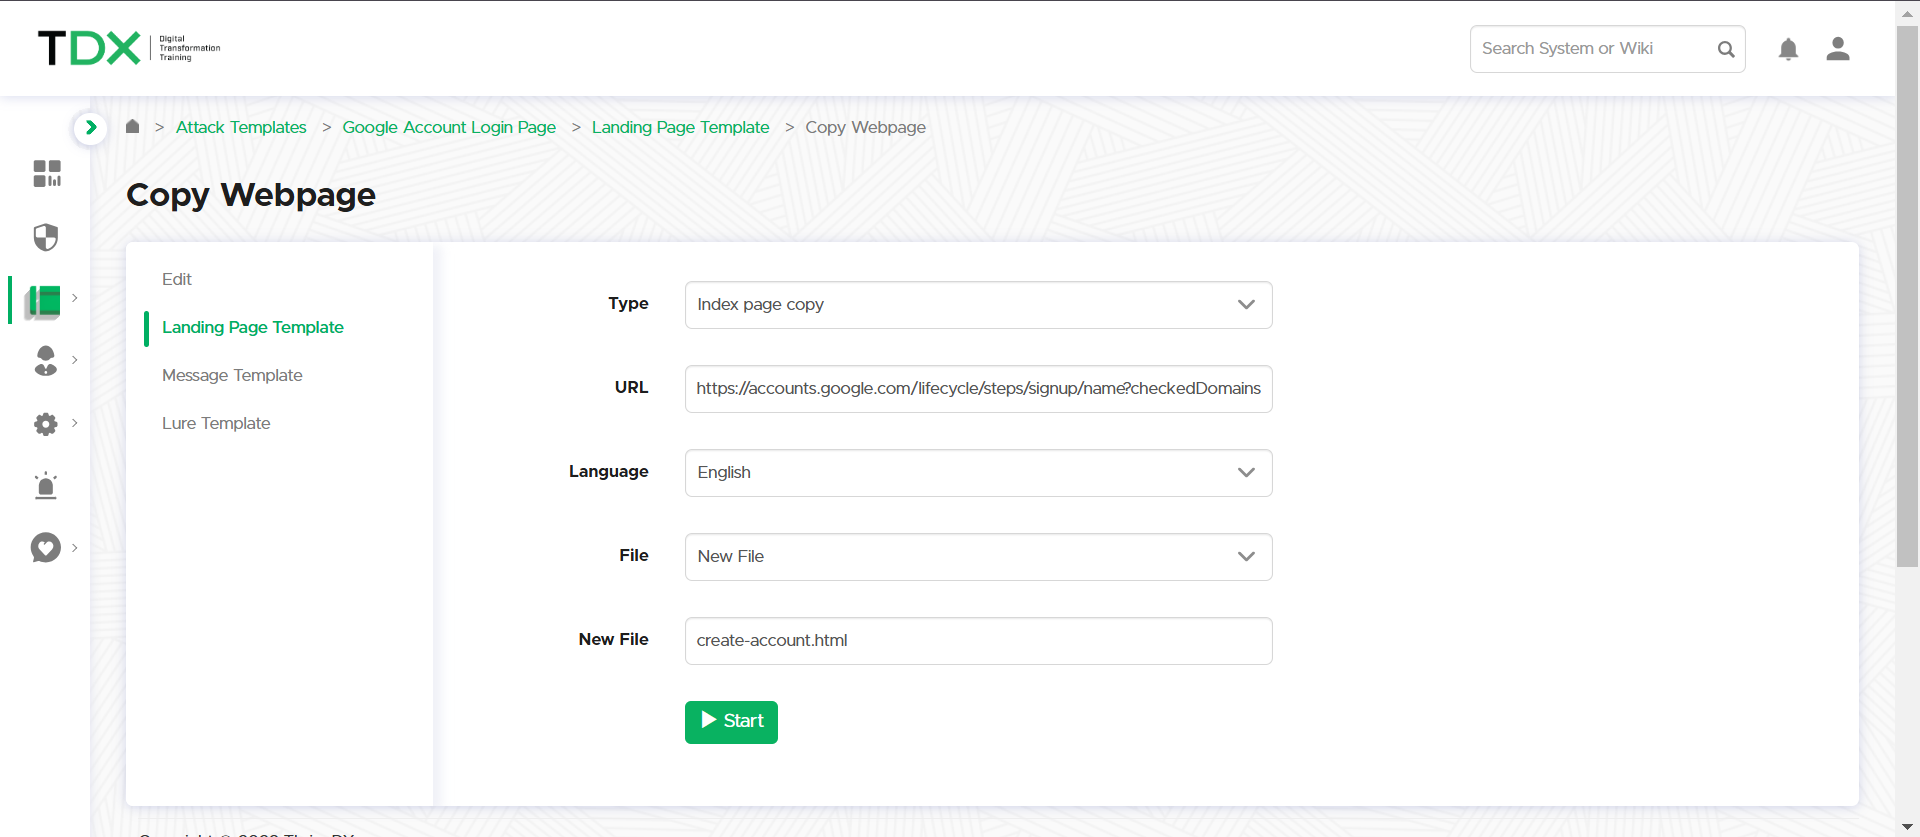 TDX Digital
Transformation
Training
Search System or Wiki
> Attack Templates > Google Account Login Page > Landing Page Template > Copy Webpage
Copy Webpage
Edit
Landing Page Template
Message Template
Lure Template
Type Index page copy
URL https://accounts.google.com/lifecycle/steps/signup/name?checkedDomains
Language English
File New File
New File create-account.html
Start